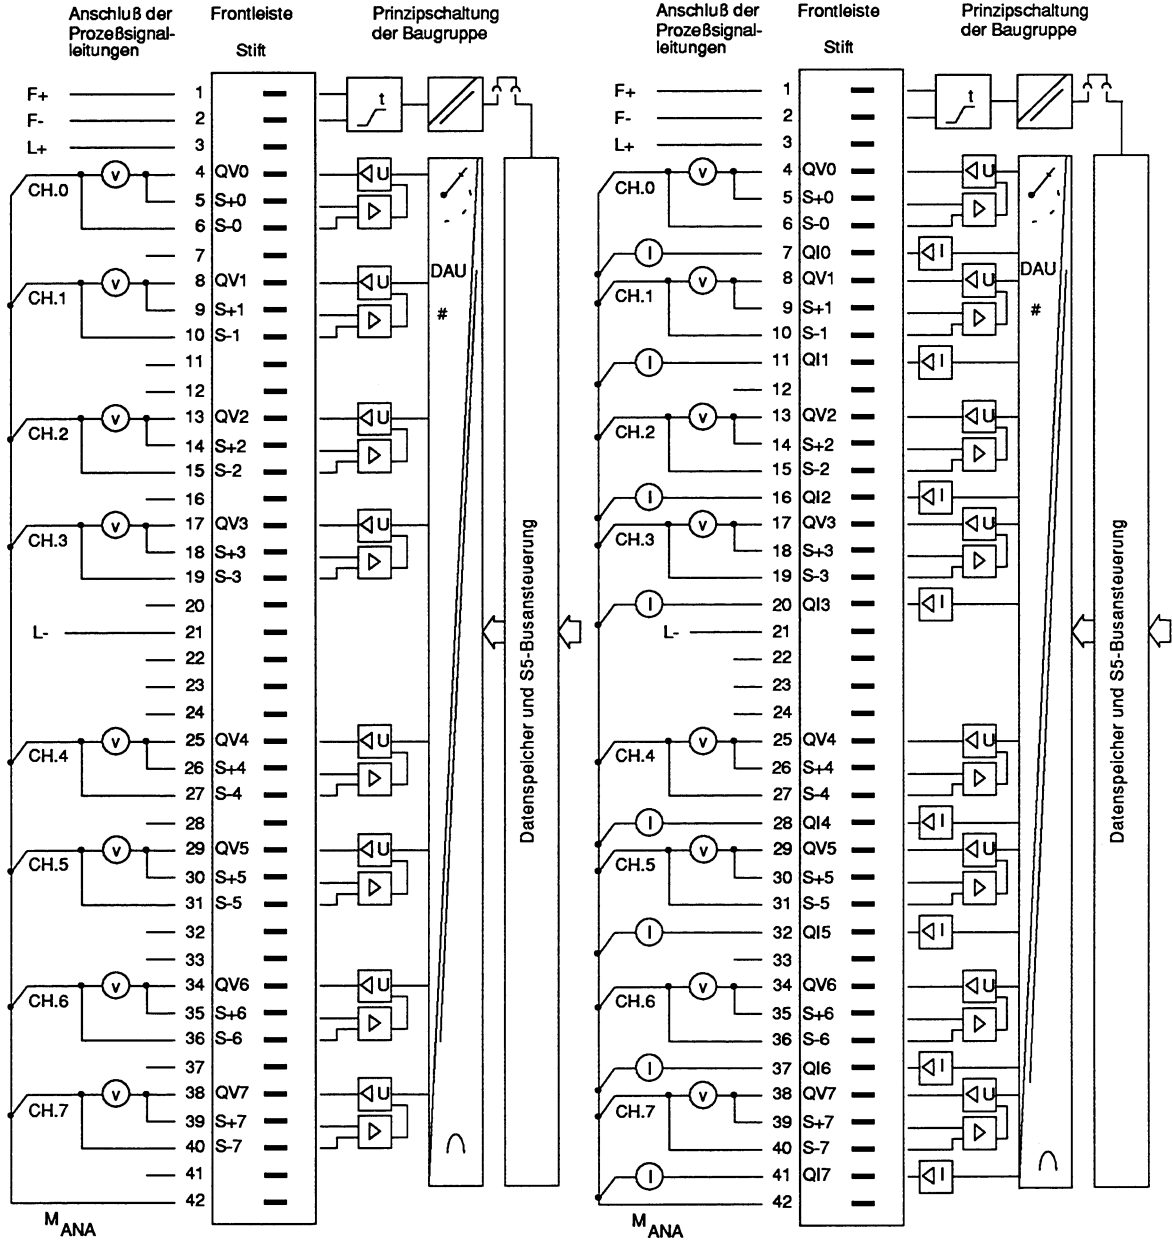 Anschluß der
Prozeßsignal-
leitungen
Frontleiste
Stift
Prinzipschaltung
der Baugruppe
F+ 1
F- 2
t
L+ 3
CH.0 V 4 QV0 U
5 S+0
6 S-0
7
CH.1 V 8 QV1 U
DAU
9 S+1
#
10 S-1
11
12
CH.2 V 13 QV2 U
14 S+2
15 S-2
16
CH.3 V 17 QV3 U
18 S+3
19 S-3
20
L- 21
22
23
24
CH.4 V 25 QV4 U
26 S+4
27 S-4
28
CH.5 V 29 QV5 U
30 S+5
31 S-5
32
33
CH.6 V 34 QV6 U
35 S+6
36 S-6
37
CH.7 V 38 QV7 U
39 S+7
40 S-7
41
42
M ANA
Datenspeicher und S5-Busansteuerung
Anschluß der
Prozeßsignal-
leitungen
Frontleiste
Stift
Prinzipschaltung
der Baugruppe
F+ 1
F- 2
t
L+ 3
CH.0 V 4 QV0 U
5 S+0
6 S-0
I 7 QI0 I
CH.1 V 8 QV1 U
DAU
9 S+1
#
10 S-1
I 11 QI1 I
12
CH.2 V 13 QV2 U
14 S+2
15 S-2
I 16 QI2 I
CH.3 V 17 QV3 U
18 S+3
19 S-3
I 20 QI3 I
L- 21
22
23
24
CH.4 V 25 QV4 U
26 S+4
27 S-4
I 28 QI4 I
CH.5 V 29 QV5 U
30 S+5
31 S-5
I 32 QI5 I
33
CH.6 V 34 QV6 U
35 S+6
36 S-6
I 37 QI6 I
CH.7 V 38 QV7 U
39 S+7
40 S-7
I 41 QI7 I
42
M ANA
Datenspeicher und S5-Busansteuerung